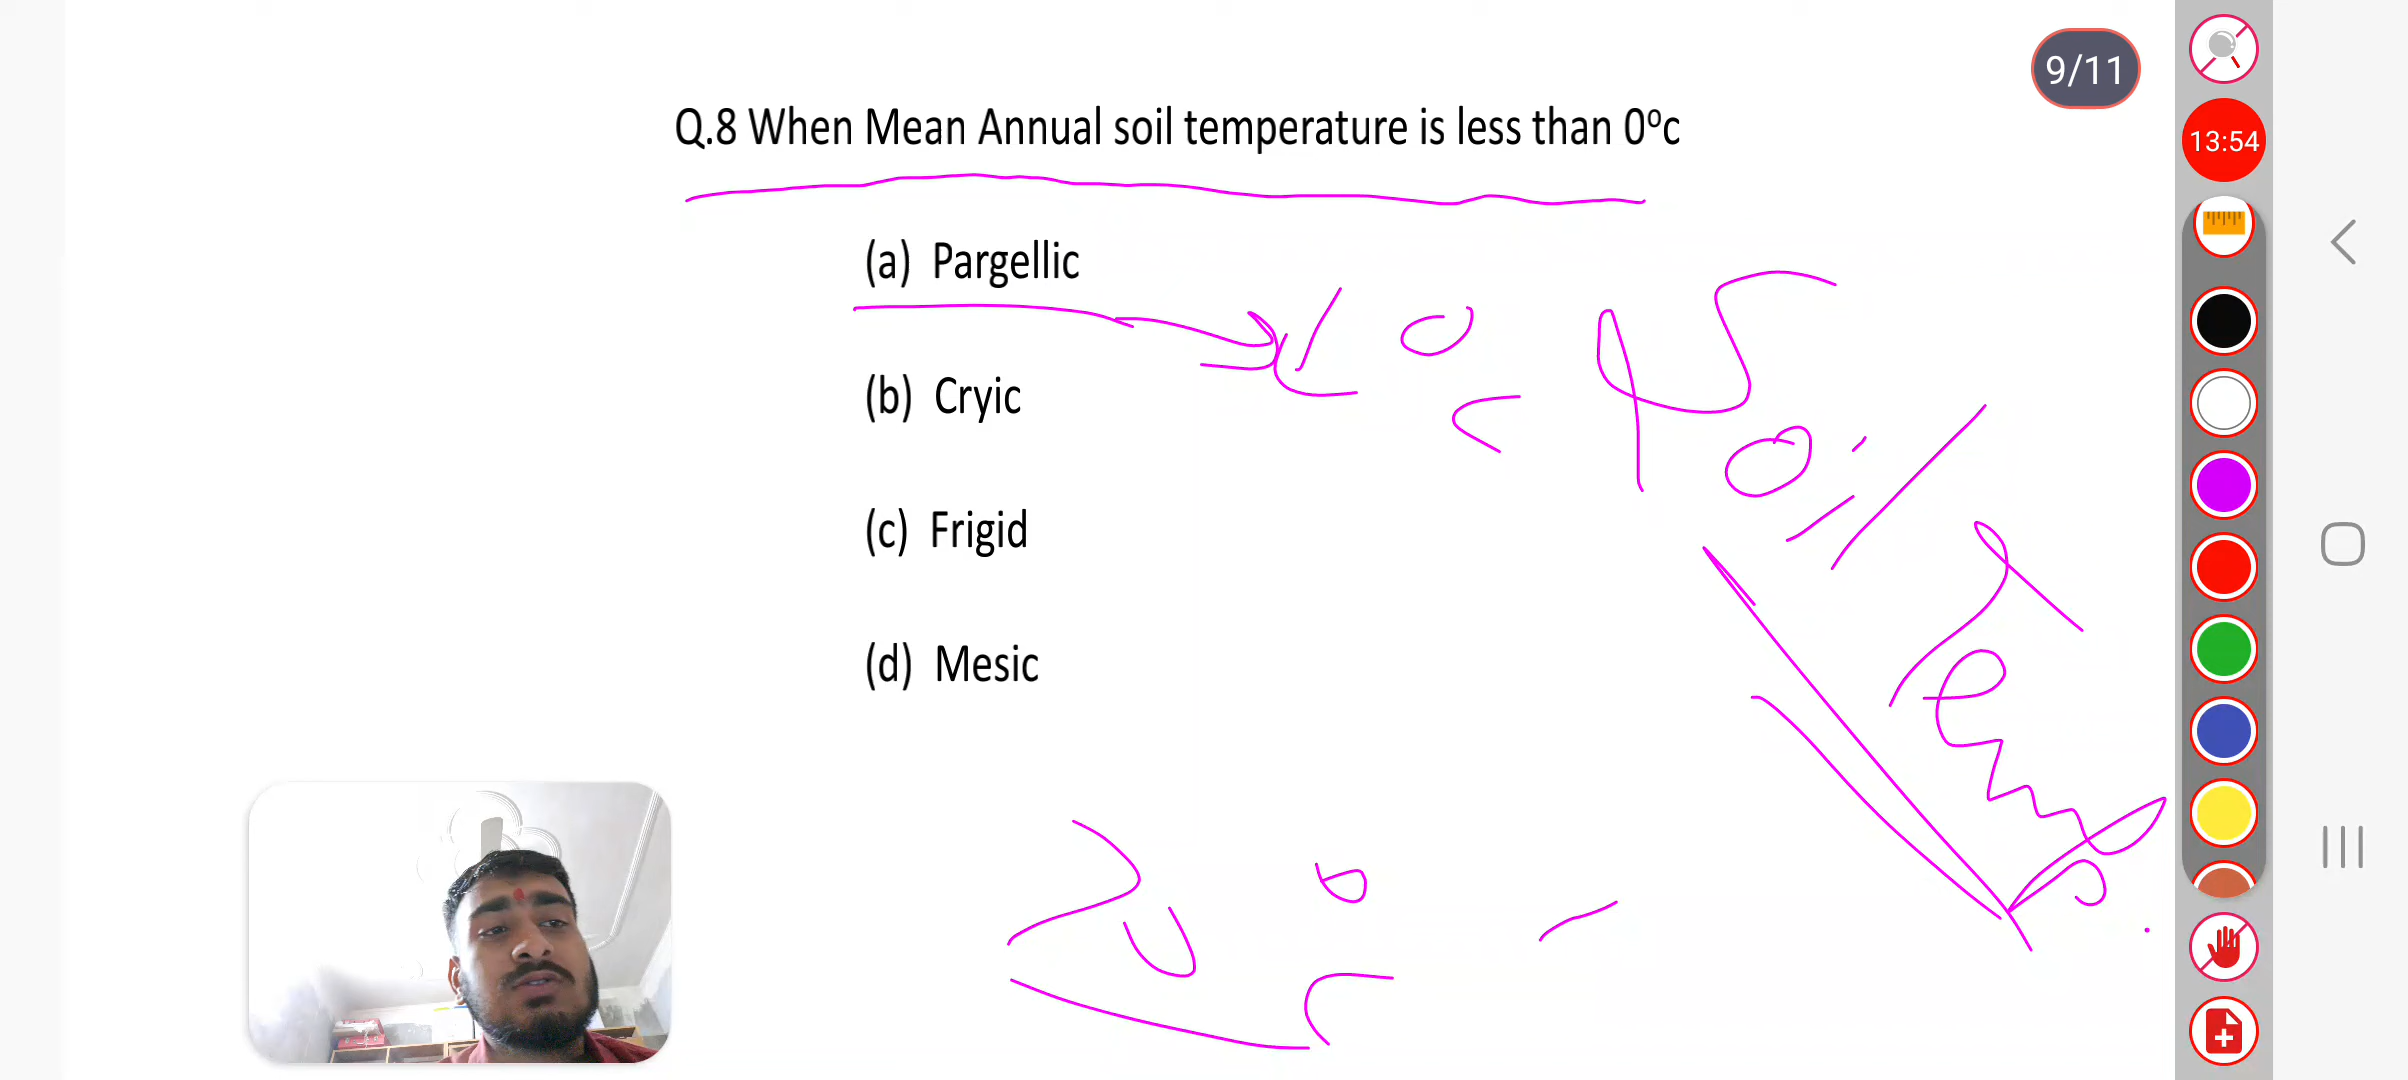 9/11
Q.8 When Mean Annual soil temperature is less than 0°c
13:54
(a) Pargellic
(b) Cryic
(c) Frigid
(d) Mesic
Soil
Temp.